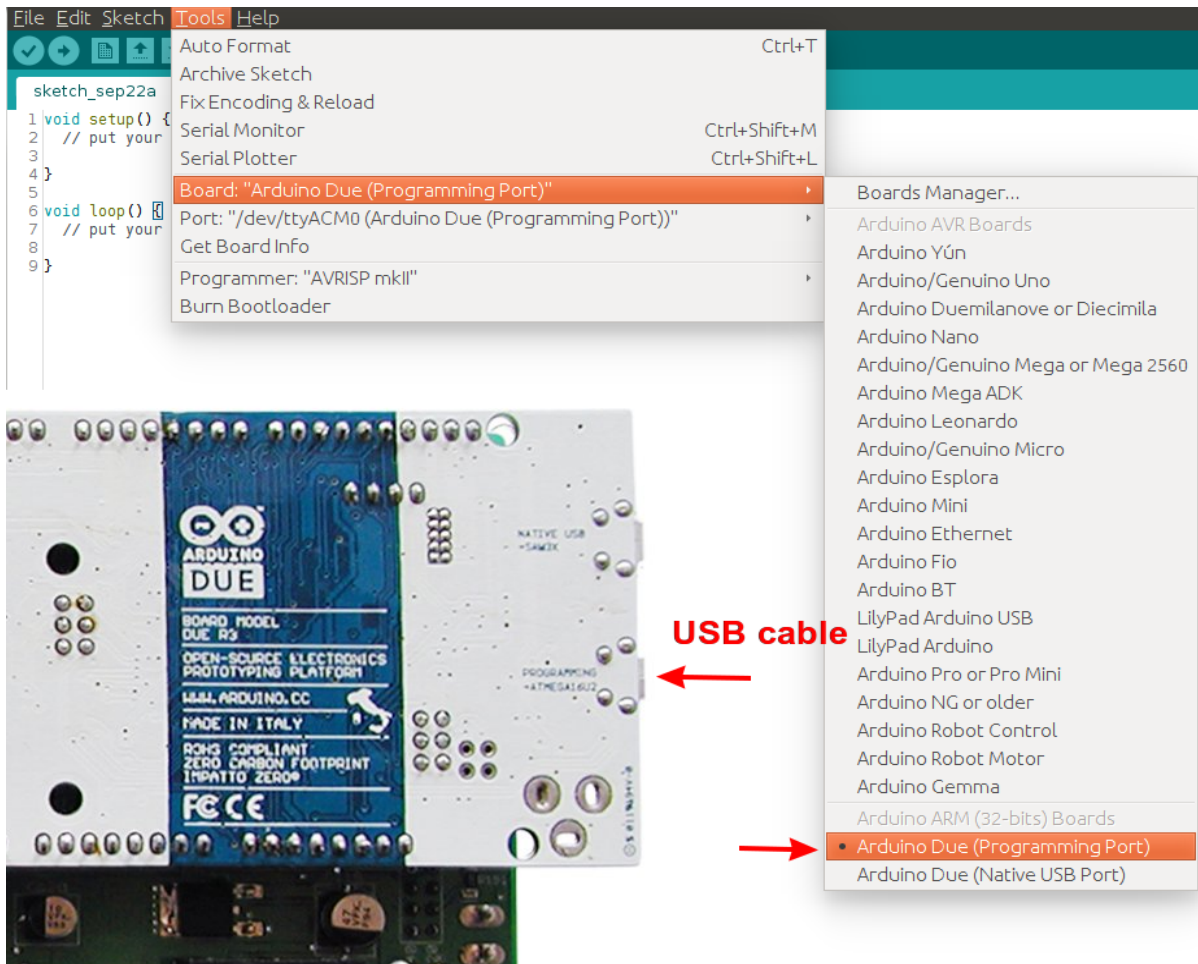 File Edit Sketch Tools Help
Auto Format Ctrl+T
Archive Sketch
Fix Encoding & Reload
Serial Monitor Ctrl+Shift+M
Serial Plotter Ctrl+Shift+L
Board: "Arduino Due (Programming Port)"
Port: "/dev/ttyACM0 (Arduino Due (Programming Port))"
Get Board Info
Programmer: "AVRISP mkII"
Burn Bootloader
sketch_sep22a
1 void setup() {
2 // put your
3
4 }
5
6 void loop() {
7 // put your
8
9 }
Boards Manager...
Arduino AVR Boards
Arduino Yún
Arduino/Genuino Uno
Arduino Duemilanove or Diecimila
Arduino Nano
Arduino/Genuino Mega or Mega 2560
Arduino Mega ADK
Arduino Leonardo
Arduino/Genuino Micro
Arduino Esplora
Arduino Mini
Arduino Ethernet
Arduino Fio
Arduino BT
LilyPad Arduino USB
LilyPad Arduino
Arduino Pro or Pro Mini
Arduino NG or older
Arduino Robot Control
Arduino Robot Motor
Arduino Gemma
Arduino ARM (32-bits) Boards
Arduino Due (Programming Port)
Arduino Due (Native USB Port)
ARDUINO
DUE
BOARD MODEL
DUE R3
OPEN-SOURCE ELECTRONICS
PROTOTYPING PLATFORM
WWW.ARDUINO.CC
MADE IN ITALY
ROHS COMPLIANT
ZERO CARBON FOOTPRINT
IMPATTO ZERO®
FC CE
NATIVE USB
-SAM3X
USB cable
PROGRAMMING
-ATMEGA16U2